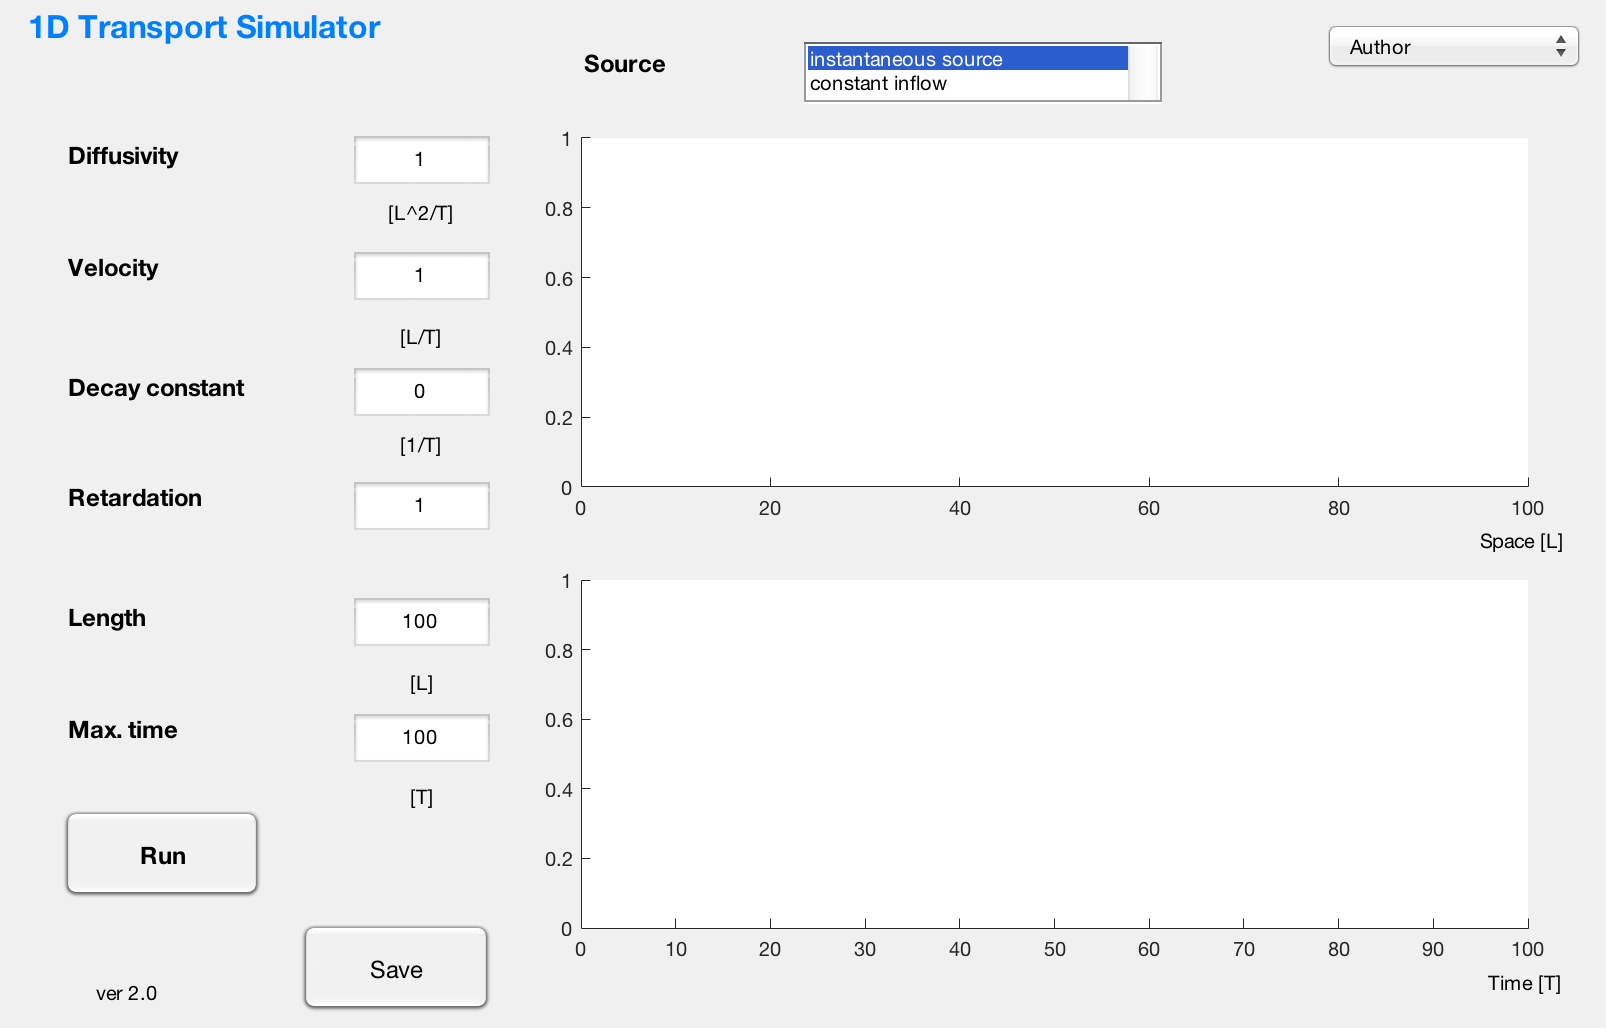 1D Transport Simulator
Source
instantaneous source
constant inflow
Author
Diffusivity
1
[L^2/T]
Velocity
1
[L/T]
Decay constant
0
[1/T]
Retardation
1
Length
100
[L]
Max. time
100
[T]
Run
Save
ver 2.0
1
0.8
0.6
0.4
0.2
0
0 20 40 60 80 100
Space [L]
1
0.8
0.6
0.4
0.2
0
0 10 20 30 40 50 60 70 80 90 100
Time [T]